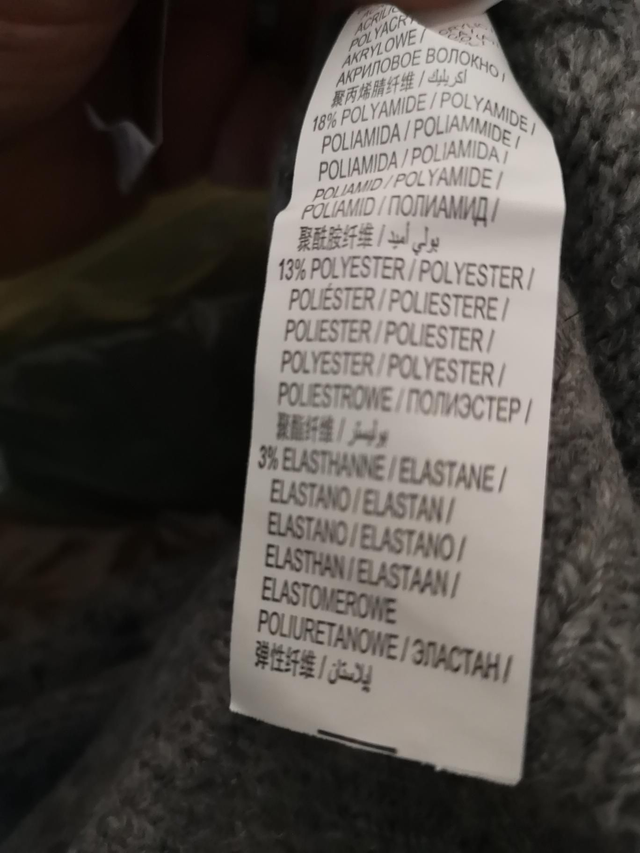 POLYACRY
AKRYLOWE /
АКРИЛОВОЕ ВОЛОКНО /
聚丙烯腈纤维 / اكريليك
18% POLYAMIDE / POLYAMIDE /
POLIAMIDA / POLIAMMIDE /
POLIAMIDA / POLIAMIDA /
POLIAMID / POLYAMIDE /
POLIAMID / ПОЛИАМИД /
聚酰胺纤维 / بولي أميد
13% POLYESTER / POLYESTER /
POLIÉSTER / POLIESTERE /
POLIESTER / POLIESTER /
POLYESTER / POLYESTER /
POLIESTROWE / ПОЛИЭСТЕР /
聚酯纤维 / بوليستر
3% ELASTHANNE / ELASTANE /
ELASTANO / ELASTAN /
ELASTANO / ELASTANO /
ELASTHAN / ELASTAAN /
ELASTOMEROWE
POLIURETANOWE / ЭЛАСТАН /
弹性纤维 / إيلاستان